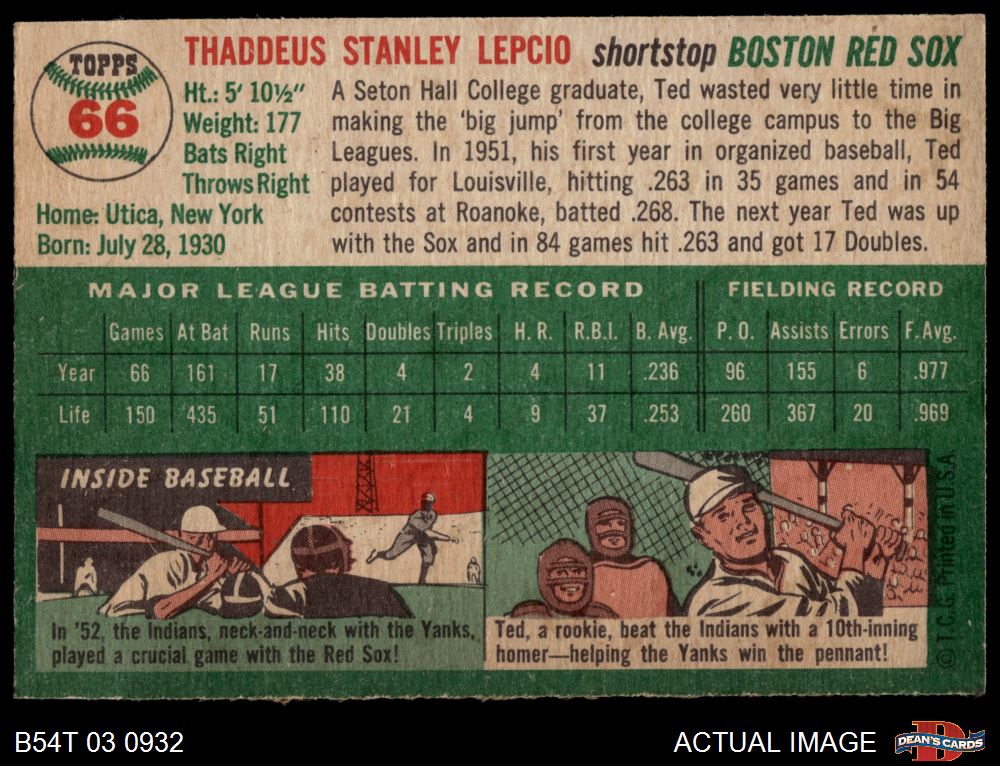 TOPPS
66
THADDEUS STANLEY LEPCIO shortstop BOSTON RED SOX
Ht.: 5' 10½"
Weight: 177
Bats Right
Throws Right
Home: Utica, New York
Born: July 28, 1930
A Seton Hall College graduate, Ted wasted very little time in
making the 'big jump' from the college campus to the Big
Leagues. In 1951, his first year in organized baseball, Ted
played for Louisville, hitting .263 in 35 games and in 54
contests at Roanoke, batted .268. The next year Ted was up
with the Sox and in 84 games hit .263 and got 17 Doubles.
MAJOR LEAGUE BATTING RECORD FIELDING RECORD
Games At Bat Runs Hits Doubles Triples H. R. R.B.I. B. Avg. P. O. Assists Errors F. Avg.
Year 66 161 17 38 4 2 4 11 .236 96 155 6 .977
Life 150 435 51 110 21 4 9 37 .253 260 367 20 .969
INSIDE BASEBALL
In '52, the Indians, neck-and-neck with the Yanks,
played a crucial game with the Red Sox!
Ted, a rookie, beat the Indians with a 10th-inning
homer—helping the Yanks win the pennant!
© T.C.G. Printed in U.S.A.
B54T 03 0932
ACTUAL IMAGE
DEAN'S CARDS